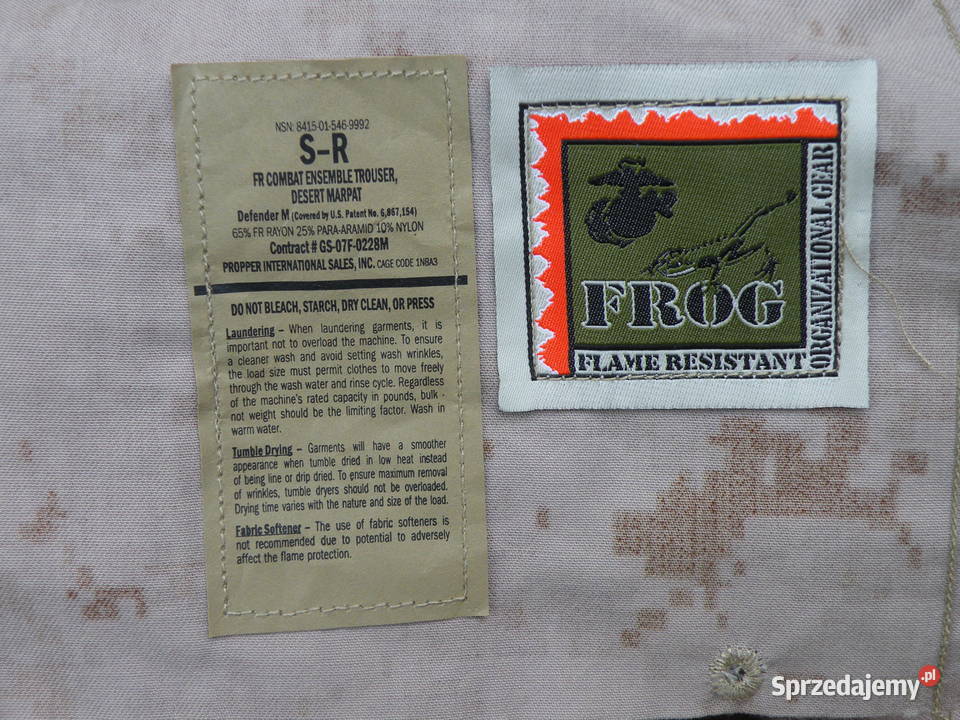 NSN: 8415-01-546-9992
S-R
FR COMBAT ENSEMBLE TROUSER,
DESERT MARPAT
Defender M (Covered by U.S. Patent No. 6,867,154)
65% FR RAYON 25% PARA-ARAMID 10% NYLON
Contract # GS-07F-0228M
PROPPER INTERNATIONAL SALES, INC. CAGE CODE 1N8A3
DO NOT BLEACH, STARCH, DRY CLEAN, OR PRESS
Laundering – When laundering garments, it is
important not to overload the machine. To ensure
a cleaner wash and avoid setting wash wrinkles,
the load size must permit clothes to move freely
through the wash water and rinse cycle. Regardless
of the machine's rated capacity in pounds, bulk -
not weight should be the limiting factor. Wash in
warm water.
Tumble Drying – Garments will have a smoother
appearance when tumble dried in low heat instead
of being line or drip dried. To ensure maximum removal
of wrinkles, tumble dryers should not be overloaded.
Drying time varies with the nature and size of the load.
Fabric Softener – The use of fabric softeners is
not recommended due to potential to adversely
affect the flame protection.
FROG
FLAME RESISTANT
ORGANIZATIONAL GEAR
Sprzedajemy.pl